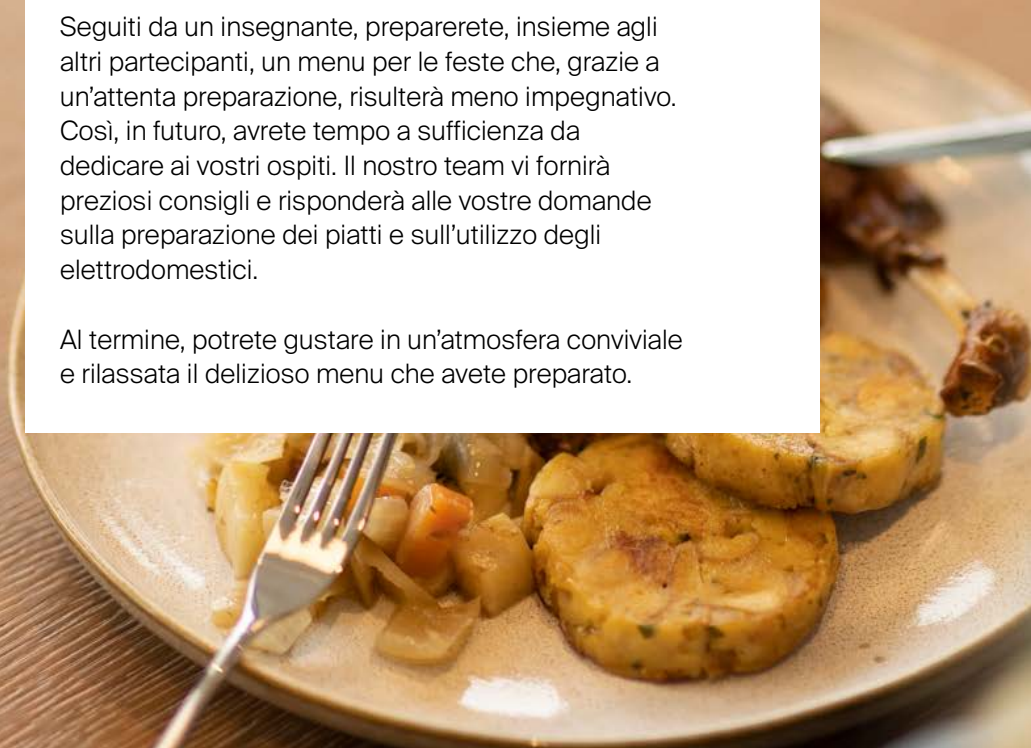 Seguiti da un insegnante, preparerete, insieme agli
altri partecipanti, un menu per le feste che, grazie a
un’attenta preparazione, risulterà meno impegnativo.
Così, in futuro, avrete tempo a sufficienza da
dedicare ai vostri ospiti. Il nostro team vi fornirà
preziosi consigli e risponderà alle vostre domande
sulla preparazione dei piatti e sull’utilizzo degli
elettrodomestici.
Al termine, potrete gustare in un’atmosfera conviviale
e rilassata il delizioso menu che avete preparato.